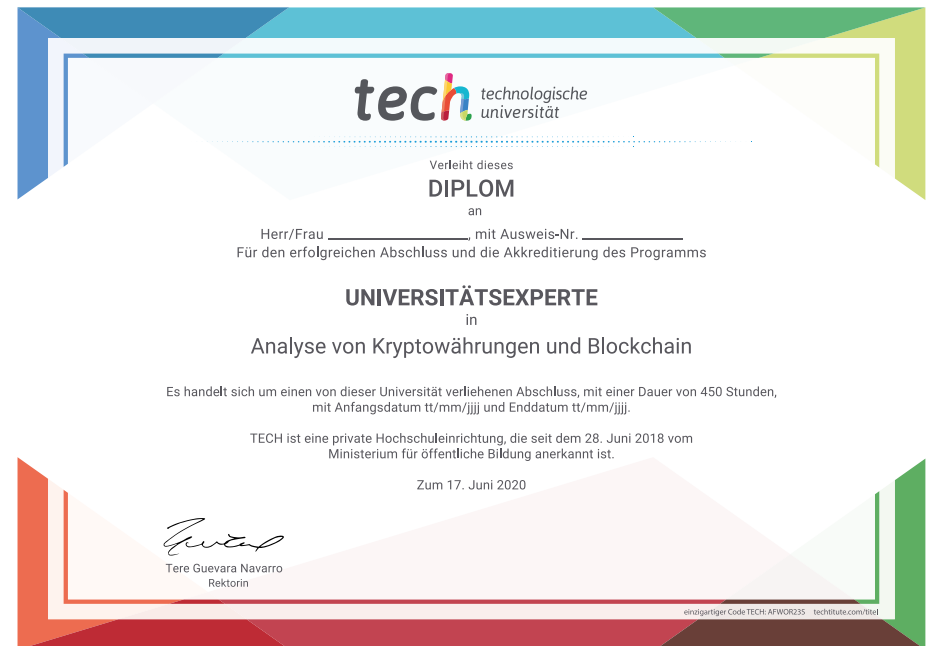 tech technologische
universität
Verleiht dieses
DIPLOM
an
Herr/Frau ____________________, mit Ausweis-Nr. ______________
Für den erfolgreichen Abschluss und die Akkreditierung des Programms
UNIVERSITÄTSEXPERTE
in
Analyse von Kryptowährungen und Blockchain
Es handelt sich um einen von dieser Universität verliehenen Abschluss, mit einer Dauer von 450 Stunden,
mit Anfangsdatum tt/mm/jjjj und Enddatum tt/mm/jjjj.
TECH ist eine private Hochschuleinrichtung, die seit dem 28. Juni 2018 vom
Ministerium für öffentliche Bildung anerkannt ist.
Zum 17. Juni 2020
Tere Guevara Navarro
Rektorin
einzigartiger Code TECH: AFWOR235 techtitute.com/titel